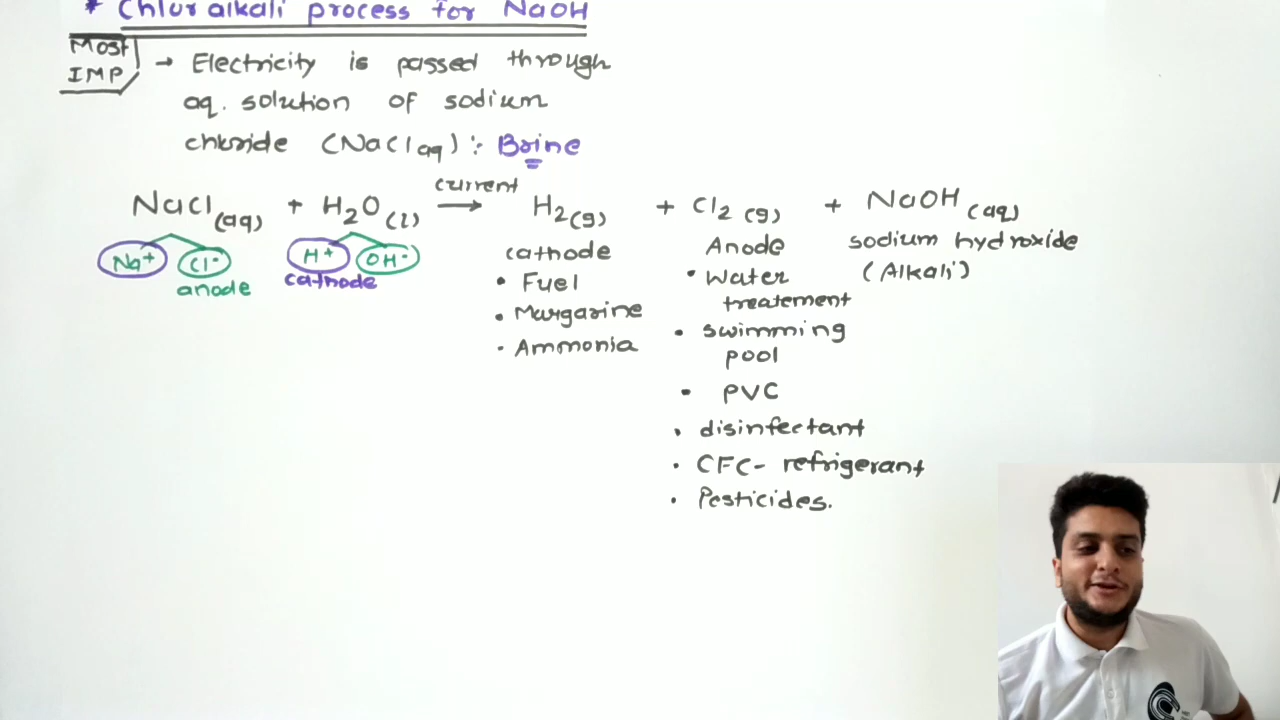 * Chlor alkali process for NaOH
Most
IMP
→ Electricity is passed through
aq. solution of sodium
chloride (NaCl aq) : Brine
NaCl(aq) + H2O(l) current → H2(g) + Cl2(g) + NaOH(aq)
Na+ Cl- H+ OH-
anode cathode
cathode
• Fuel
• Margarine
• Ammonia
Anode
• Water
treatement
• swimming
pool
• PVC
• disinfectant
• CFC- refrigerant
• Pesticides.
sodium hydroxide
(Alkali)